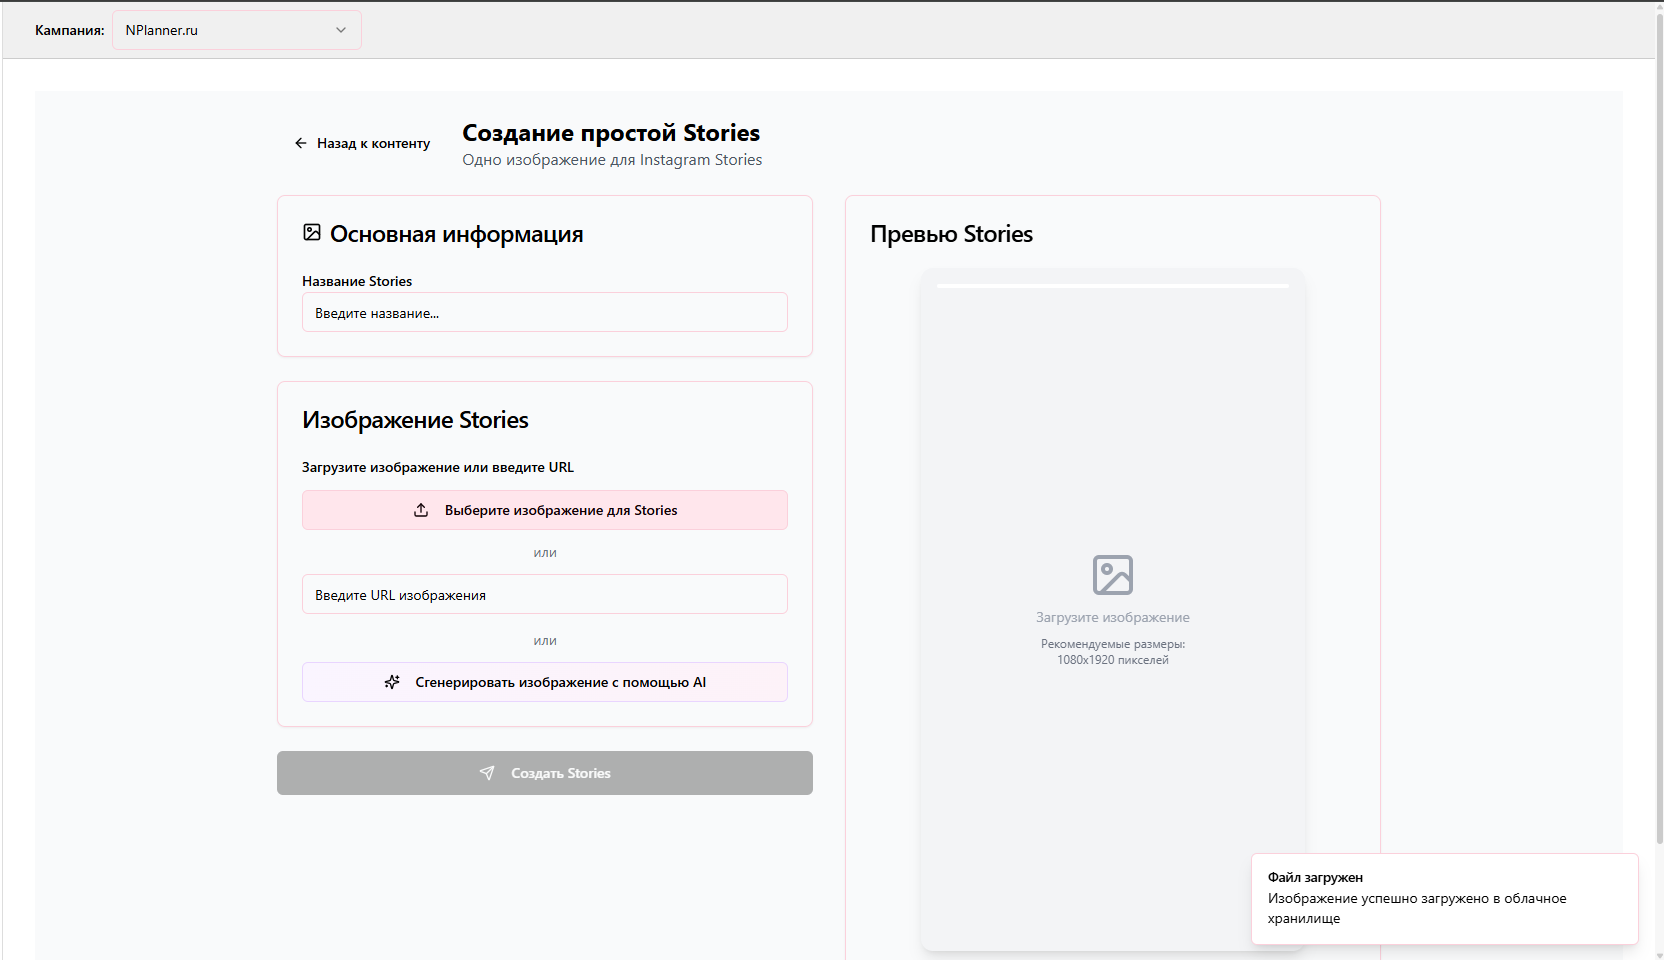 Кампания:
NPlanner.ru
Назад к контенту
Создание простой Stories
Одно изображение для Instagram Stories
Основная информация
Название Stories
Введите название...
Изображение Stories
Загрузите изображение или введите URL
Выберите изображение для Stories
или
Введите URL изображения
или
Сгенерировать изображение с помощью AI
Создать Stories
Превью Stories
Загрузите изображение
Рекомендуемые размеры:
1080x1920 пикселей
Файл загружен
Изображение успешно загружено в облачное
хранилище